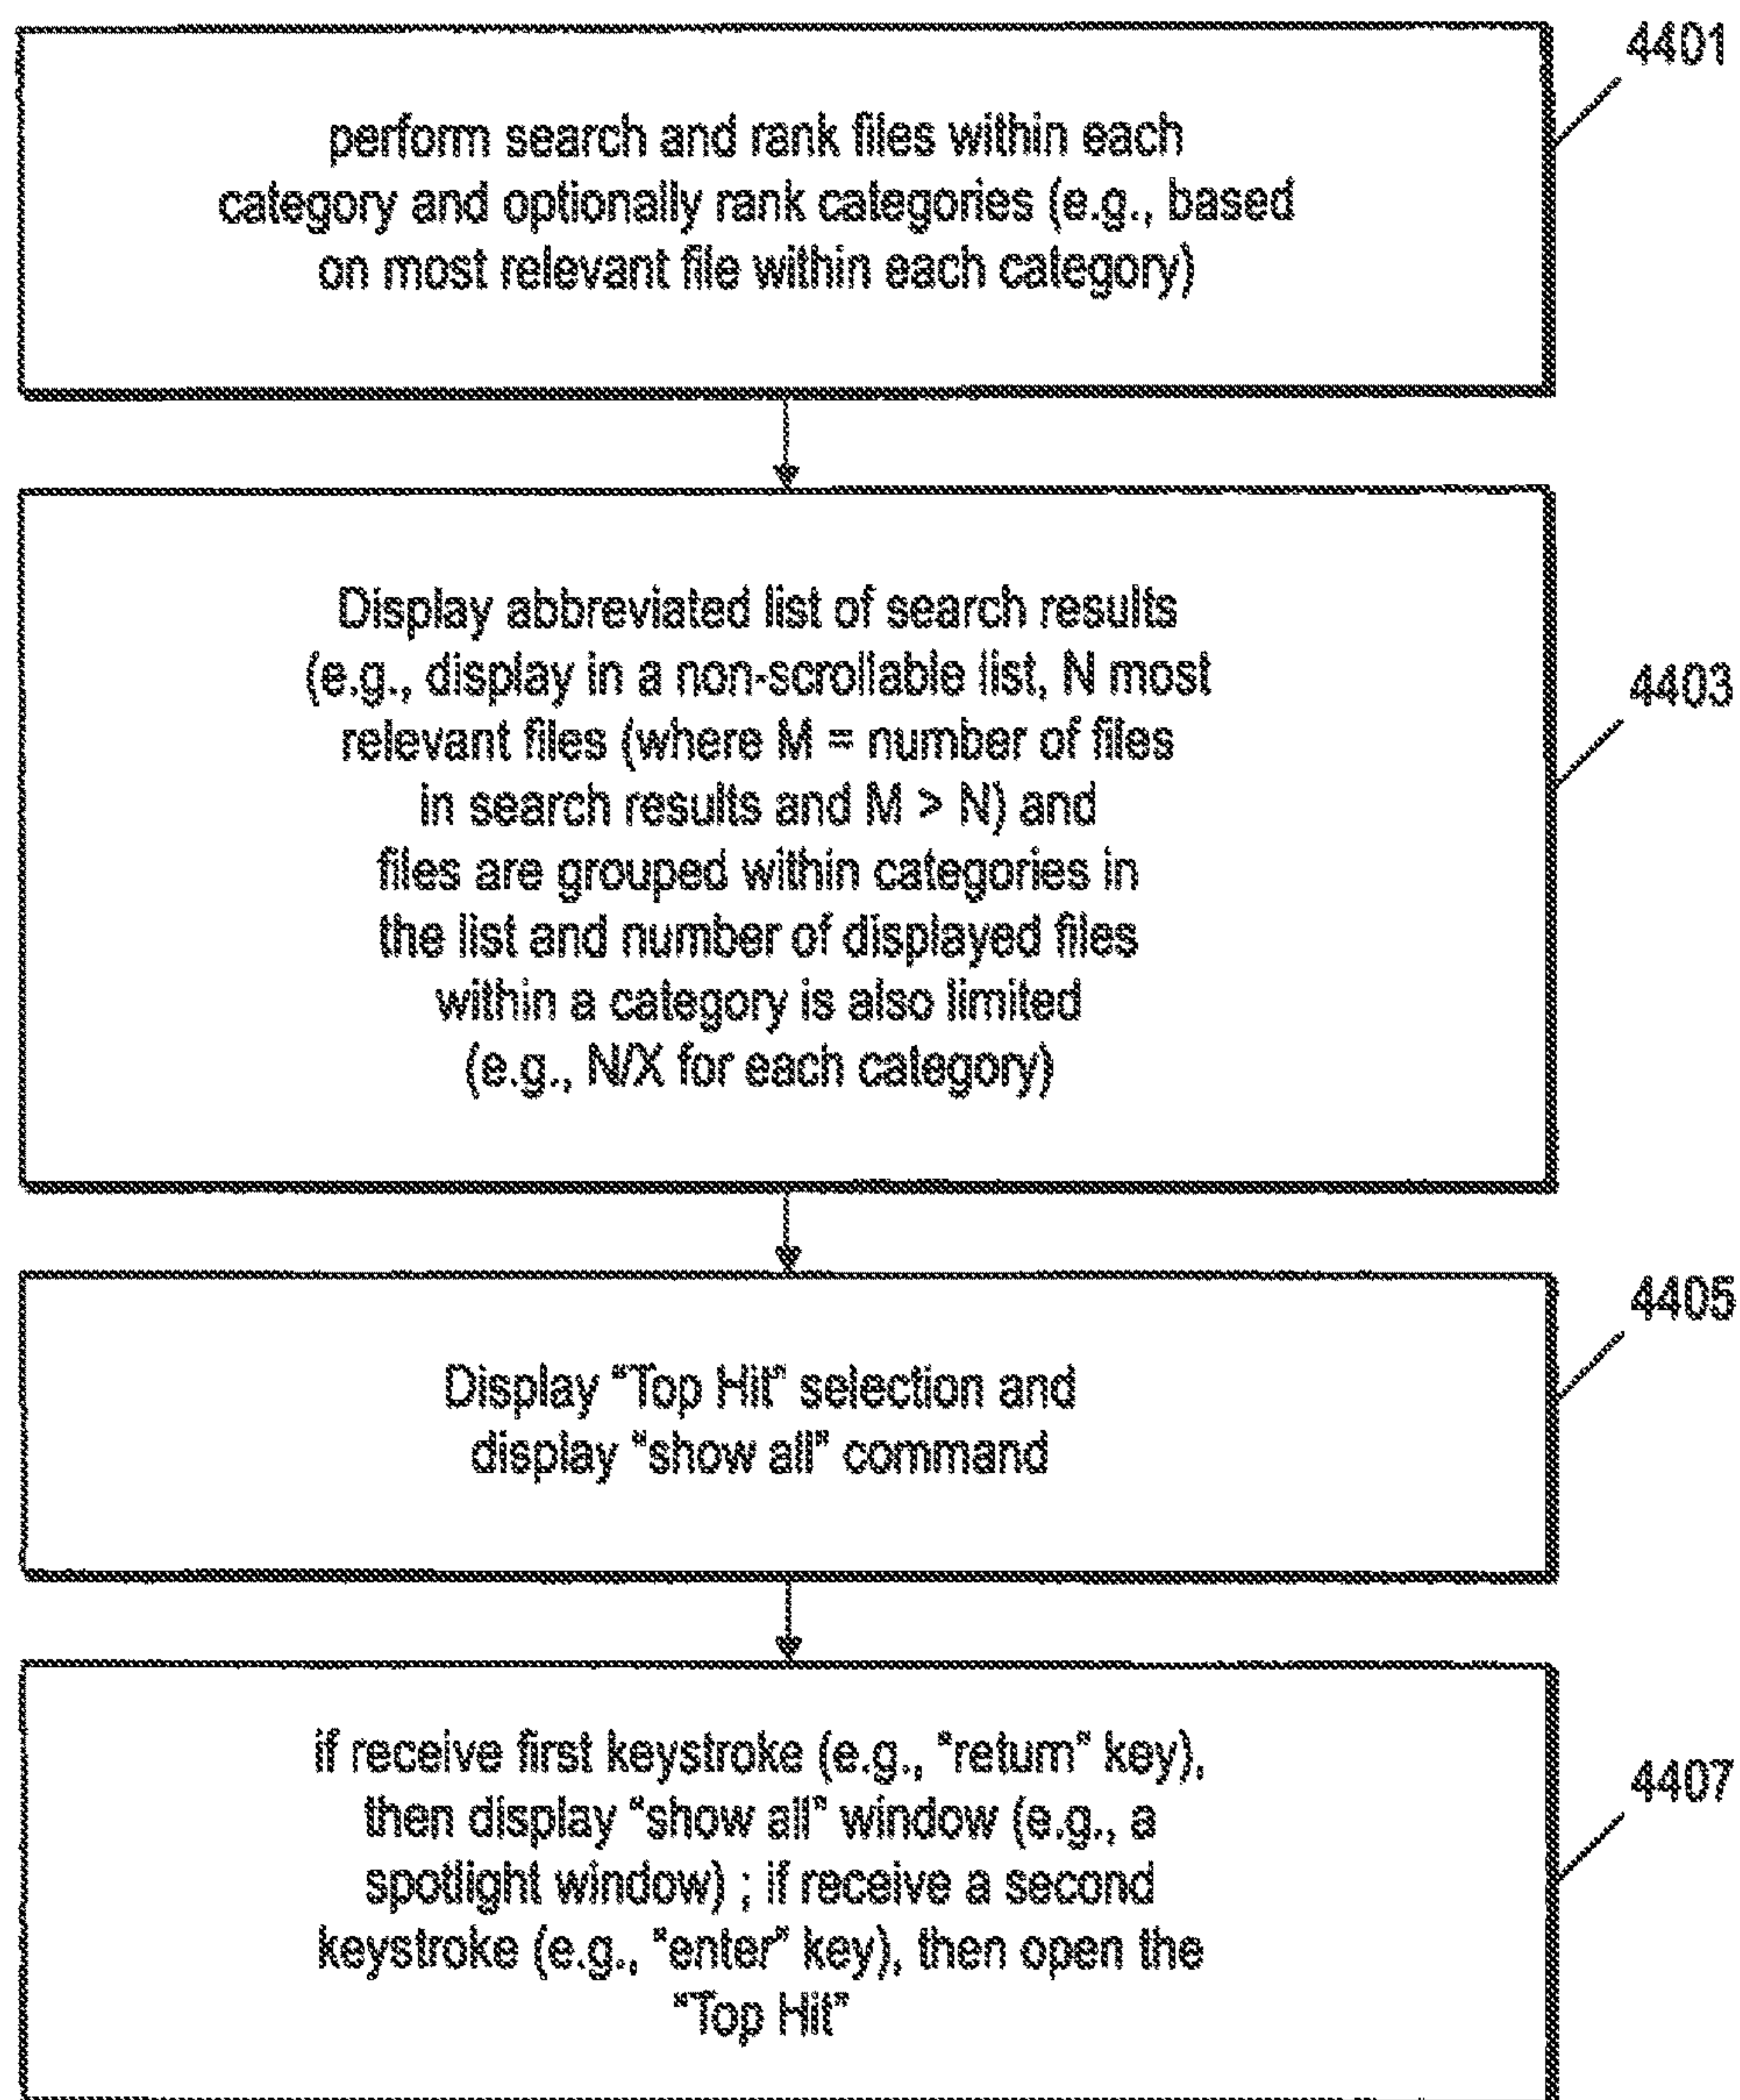 4401
perform search and rank files within each
category and optionally rank categories (e.g., based
on most relevant file within each category)
Display abbreviated list of search results
(e.g., display in a non-scrollable list, N most
relevant files (where M = number of files
in search results and M > N) and
files are grouped within categories in
the list and number of displayed files
within a category is also limited
(e.g., N/X for each category)
4403
Display "Top Hit" selection and
display "show all" command
4405
if receive first keystroke (e.g., "return" key),
then display "show all" window (e.g., a
spotlight window) ; if receive a second
keystroke (e.g., "enter" key), then open the
"Top Hit"
4407